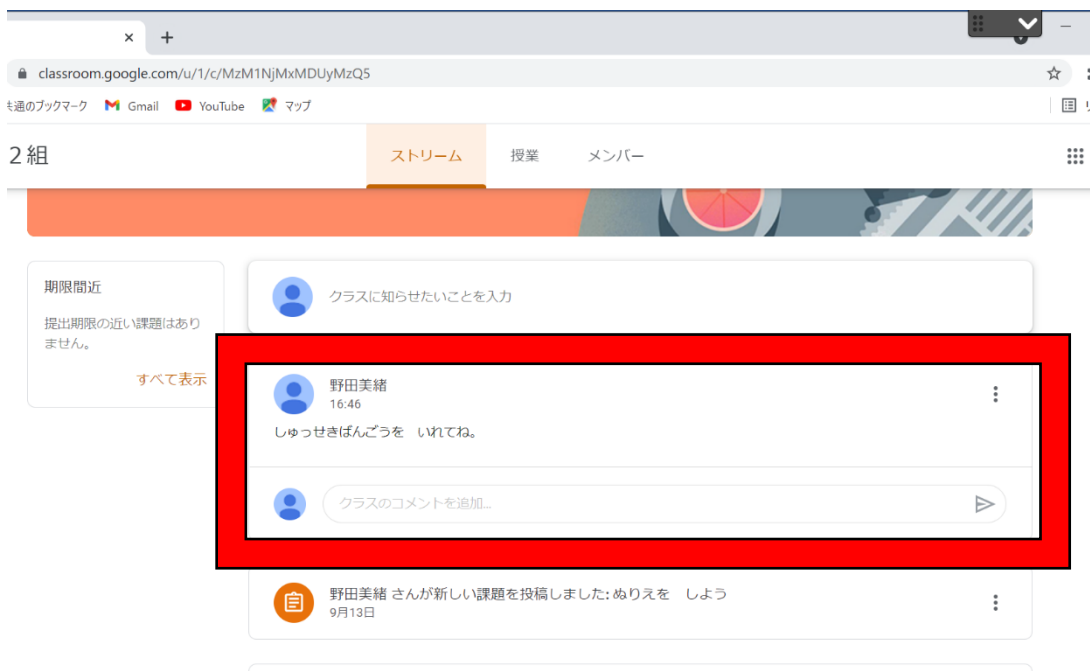 classroom.google.com/u/1/c/MzM1NjMxMDUyMzQ5
共通のブックマーク Gmail YouTube マップ
２組 ストリーム 授業 メンバー
期限間近
提出期限の近い課題はあり
ません。
すべて表示
クラスに知らせたいことを入力
野田美緒
16:46
しゅっせきばんごうを　いれてね。
クラスのコメントを追加...
野田美緒 さんが新しい課題を投稿しました: ぬりえを　しよう
9月13日